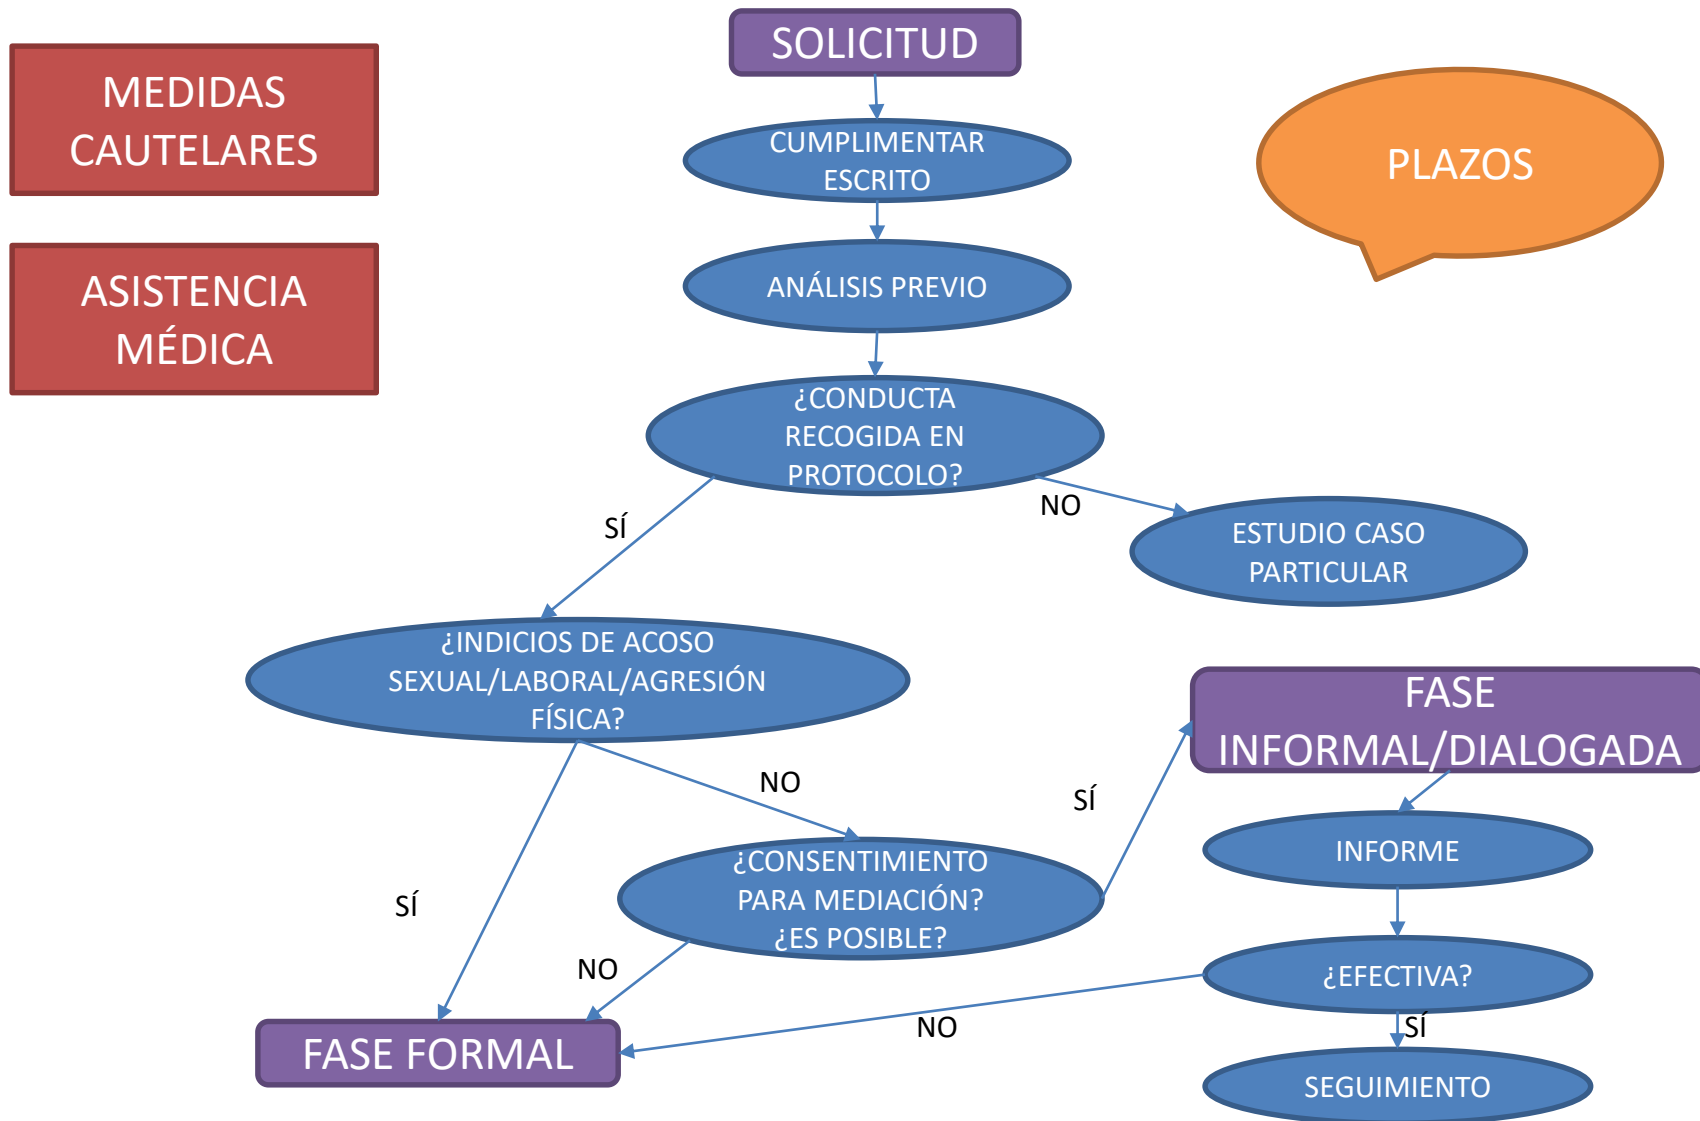 SOLICITUD
MEDIDAS
CAUTELARES
CUMPLIMENTAR
ESCRITO
PLAZOS
ANÁLISIS PREVIO
ASISTENCIA
MÉDICA
¿CONDUCTA
RECOGIDA EN
PROTOCOLO?
SÍ
NO
ESTUDIO CASO
PARTICULAR
¿INDICIOS DE ACOSO
SEXUAL/LABORAL/AGRESIÓN
FÍSICA?
FASE
INFORMAL/DIALOGADA
NO
SÍ
INFORME
¿CONSENTIMIENTO
PARA MEDIACIÓN?
¿ES POSIBLE?
SÍ
NO
¿EFECTIVA?
NO
SÍ
FASE FORMAL
SEGUIMIENTO